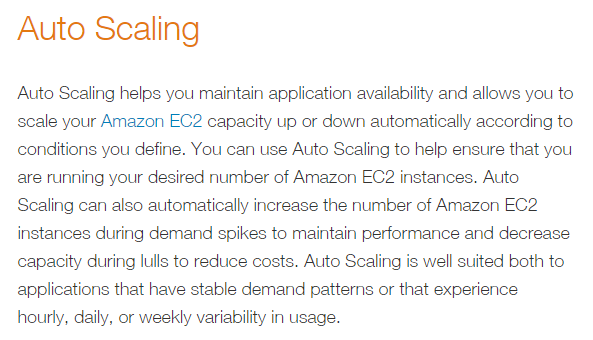 Auto Scaling
Auto Scaling helps you maintain application availability and allows you to
scale your Amazon EC2 capacity up or down automatically according to
conditions you define. You can use Auto Scaling to help ensure that you
are running your desired number of Amazon EC2 instances. Auto
Scaling can also automatically increase the number of Amazon EC2
instances during demand spikes to maintain performance and decrease
capacity during lulls to reduce costs. Auto Scaling is well suited both to
applications that have stable demand patterns or that experience
hourly, daily, or weekly variability in usage.